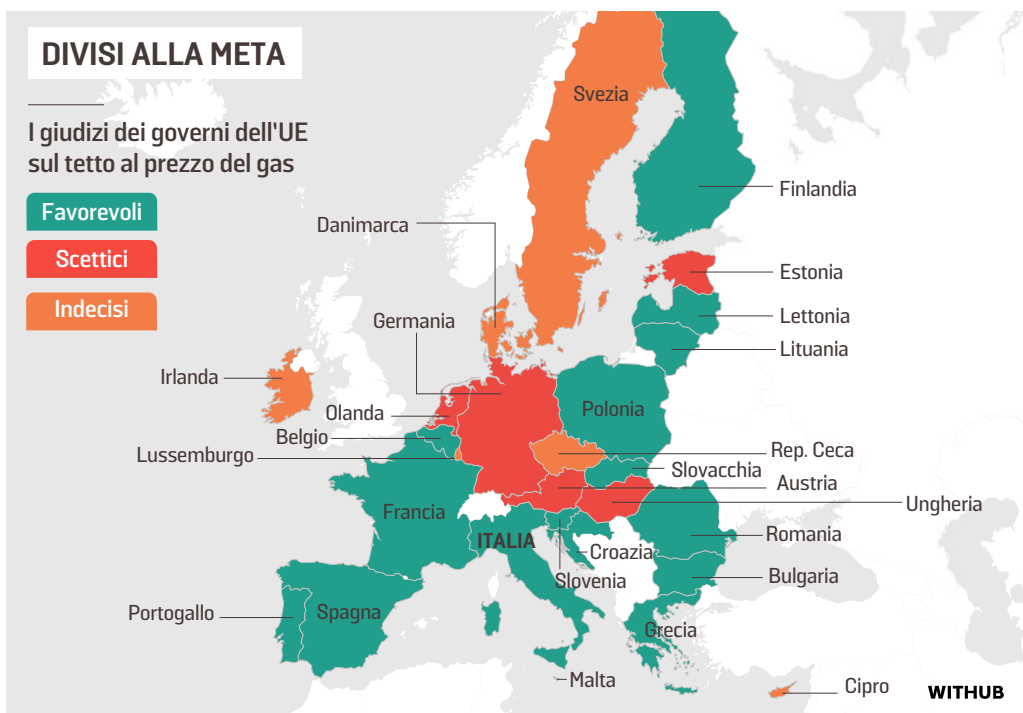 DIVISI ALLA META
I giudizi dei governi dell'UE
sul tetto al prezzo del gas
Favorevoli
Scettici
Indecisi
Svezia
Finlandia
Danimarca
Estonia
Germania
Lettonia
Lituania
Irlanda
Olanda
Polonia
Belgio
Rep. Ceca
Lussemburgo
Slovacchia
Austria
Ungheria
Francia
Romania
ITALIA
Croazia
Slovenia
Bulgaria
Portogallo
Spagna
Grecia
Malta
Cipro
WITHUB